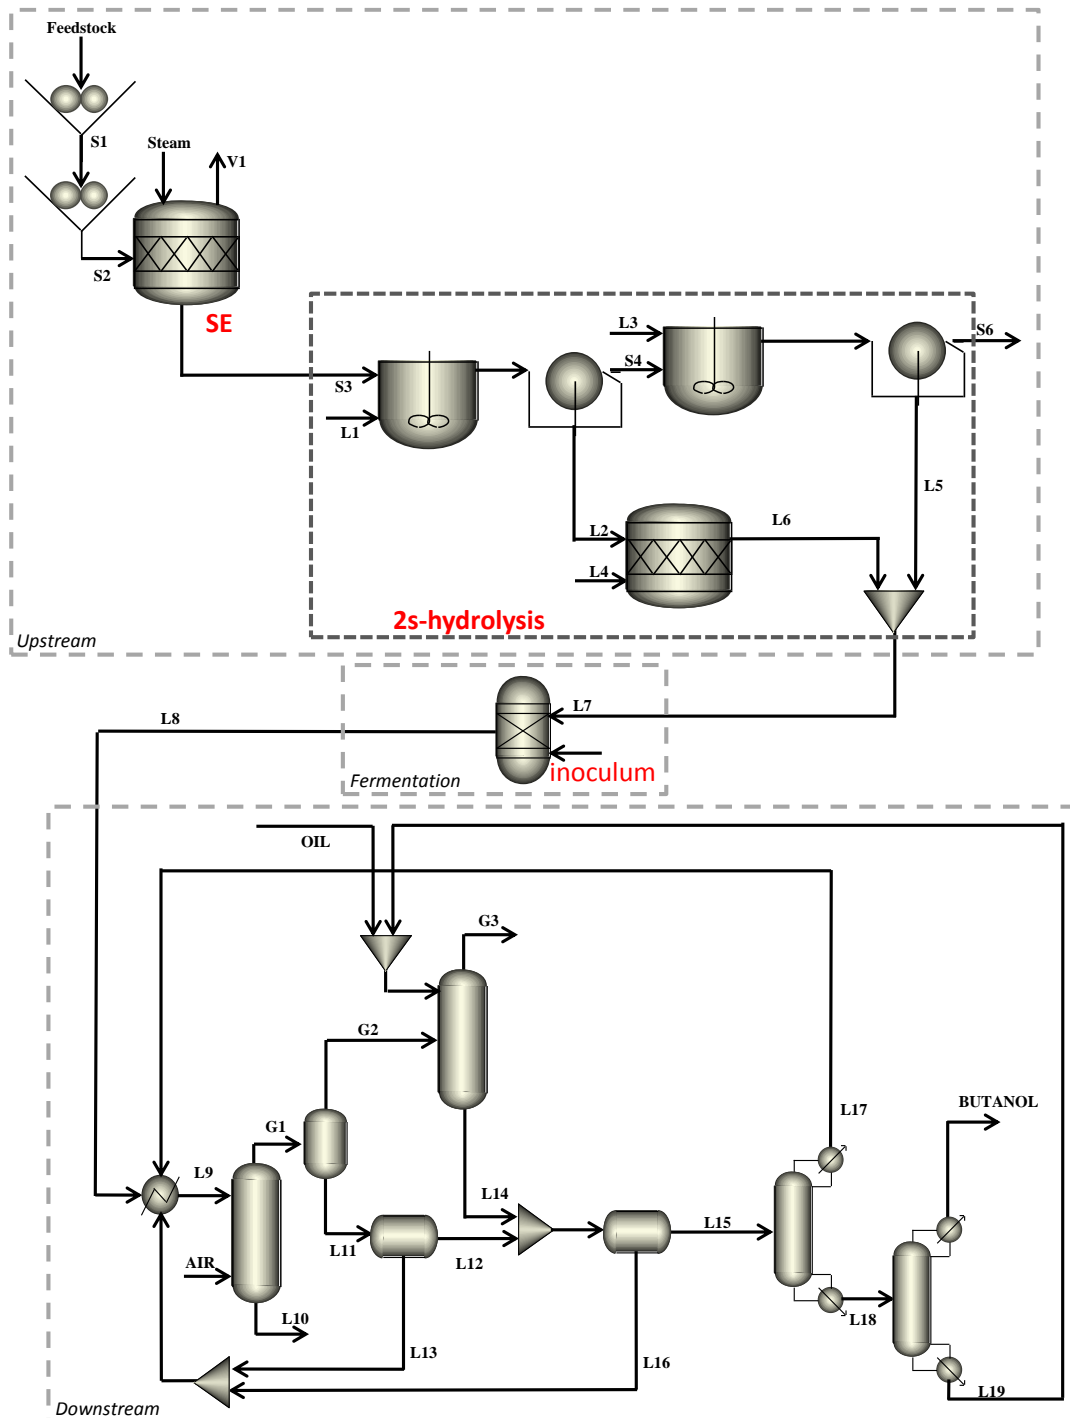 Feedstock
S1
Steam
V1
S2
SE
L3
S6
S4
S3
L1
L5
L2
L6
L4
2s-hydrolysis
Upstream
L8
L7
inoculum
Fermentation
OIL
G3
G2
L17
BUTANOL
G1
L9
L14
L15
L11
L12
AIR
L10
L18
L13
L16
L19
Downstream